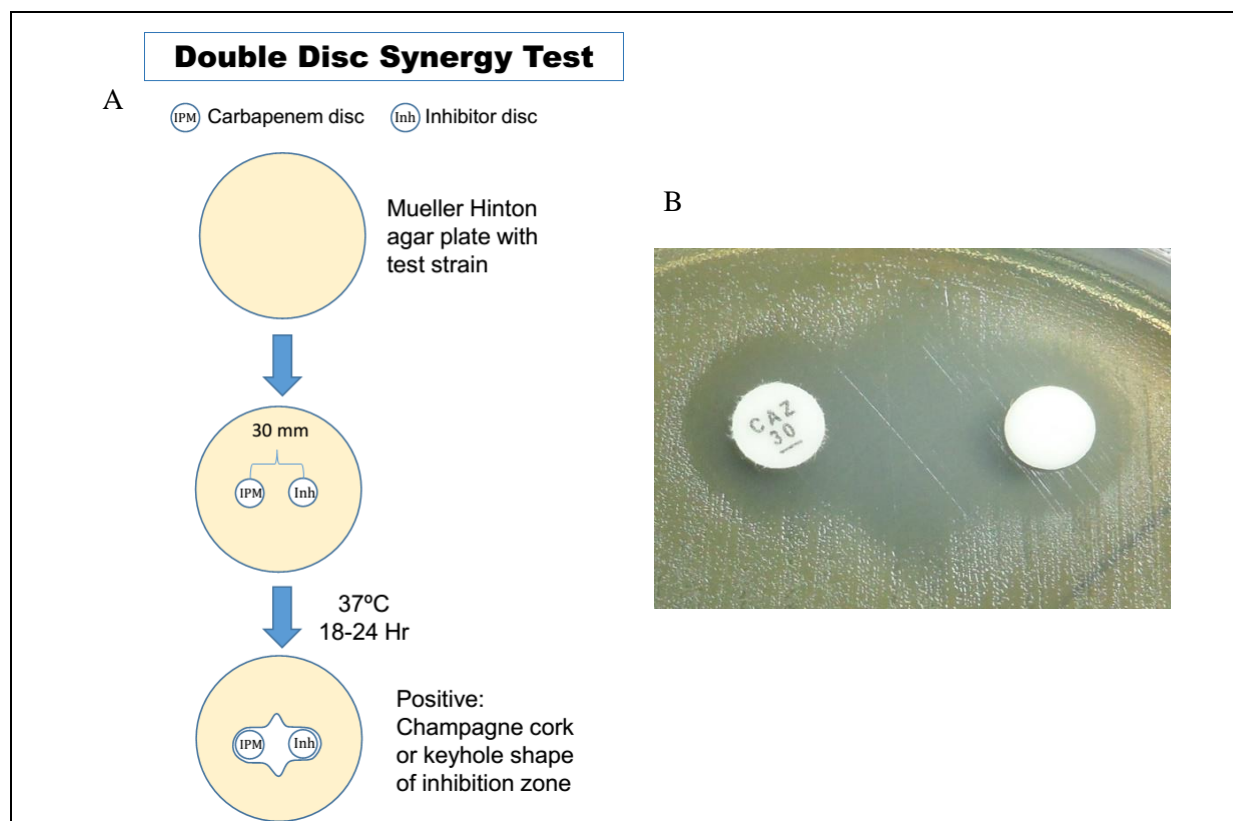 Double Disc Synergy Test
A
IPM Carbapenem disc Inh Inhibitor disc
Mueller Hinton
agar plate with
test strain
B
CAZ
30
30 mm
IPM Inh
37ºC
18-24 Hr
IPM Inh
Positive:
Champagne cork
or keyhole shape
of inhibition zone